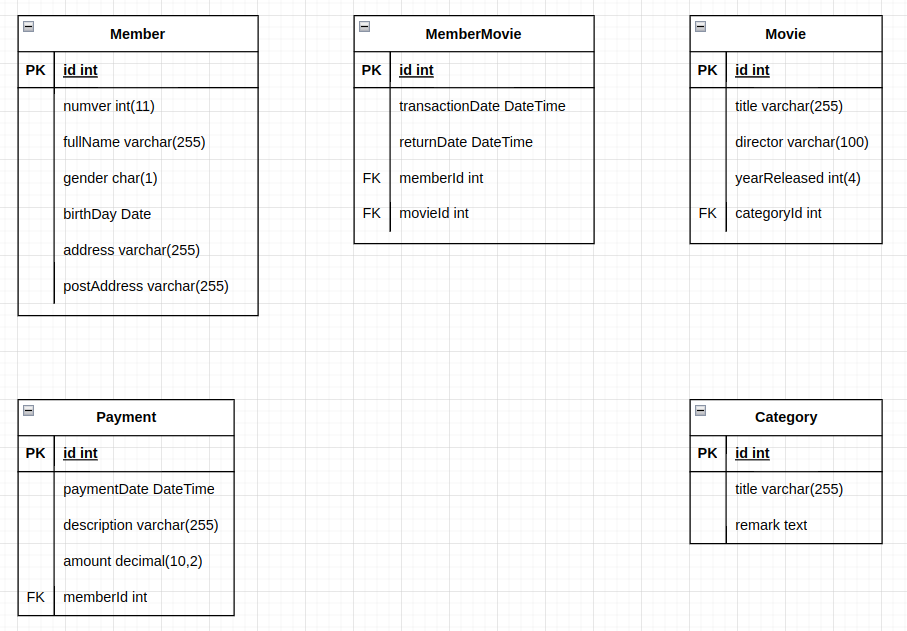 Member
PK id int
numver int(11)
fullName varchar(255)
gender char(1)
birthDay Date
address varchar(255)
postAddress varchar(255)
MemberMovie
PK id int
transactionDate DateTime
returnDate DateTime
FK memberId int
FK movieId int
Movie
PK id int
title varchar(255)
director varchar(100)
yearReleased int(4)
FK categoryId int
Payment
PK id int
paymentDate DateTime
description varchar(255)
amount decimal(10,2)
FK memberId int
Category
PK id int
title varchar(255)
remark text